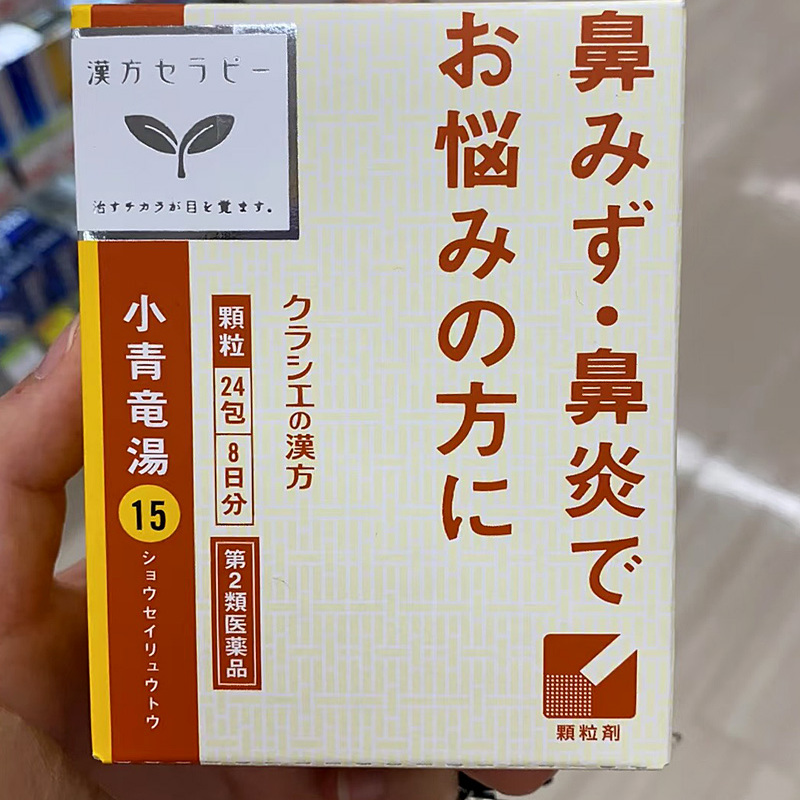 鼻みず・鼻炎で
お悩みの方に
漢方セラピー
治すチカラが目を覚ます。
クラシエの漢方
顆粒
24包
8日分
第2類医薬品
小青竜湯
15
ショウセイリュウトウ
顆粒剤